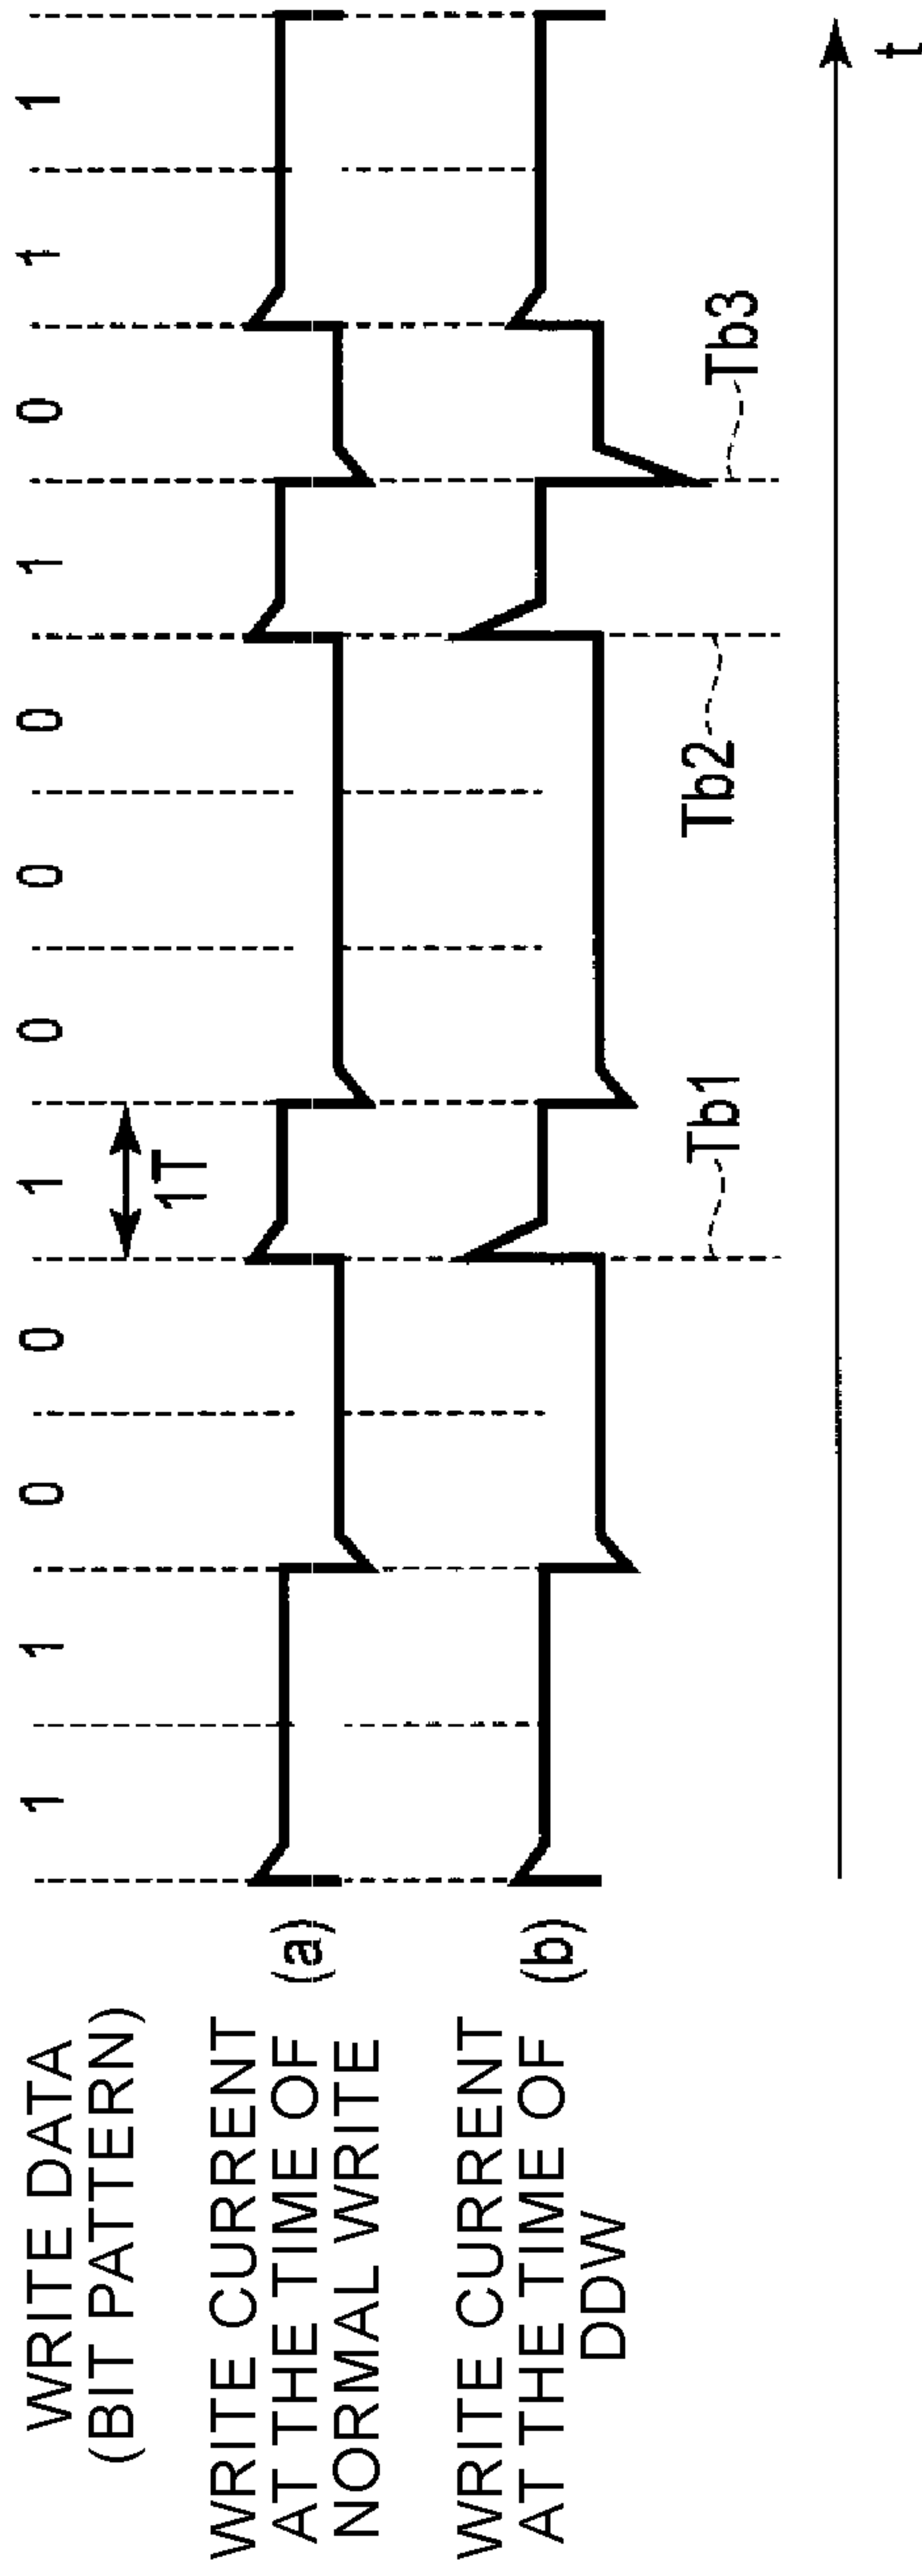 WRITE DATA
(BIT PATTERN)
1 1 0 0 1 0 0 0 1 0 1 1
1T
WRITE CURRENT
AT THE TIME OF
NORMAL WRITE
(a)
WRITE CURRENT
AT THE TIME OF
DDW
(b)
Tb1
Tb2
Tb3
t